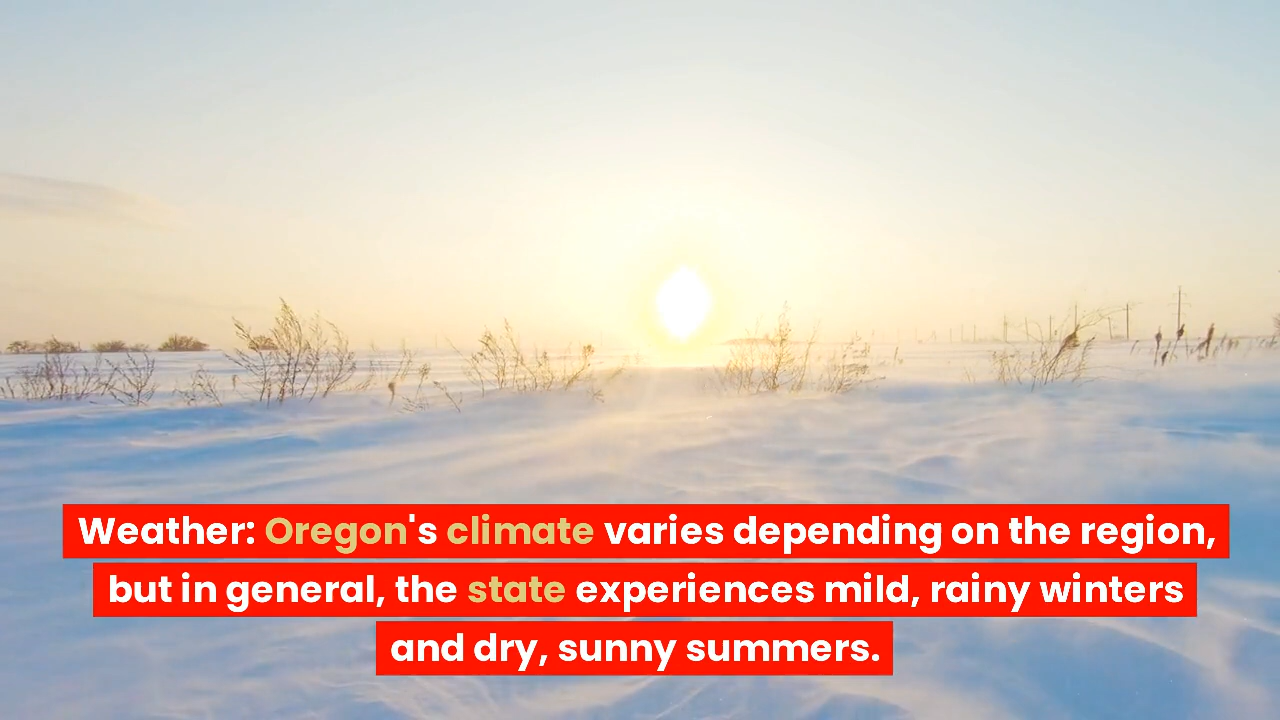 Weather: Oregon's climate varies depending on the region,
but in general, the state experiences mild, rainy winters
and dry, sunny summers.